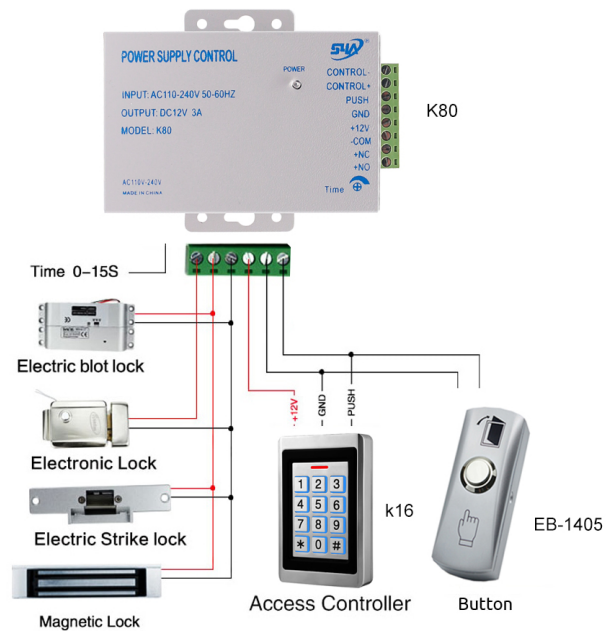 S4A®
POWER SUPPLY CONTROL
POWER
INPUT: AC110-240V 50-60HZ
OUTPUT: DC12V 3A
MODEL: K80
AC110V-240V
MADE IN CHINA
CONTROL-
CONTROL+
PUSH
GND
+12V
-COM
+NC
+NO
Time
K80
Time 0-15S
Electric blot lock
Electronic Lock
Electric Strike lock
Magnetic Lock
+12V
GND
PUSH
1 2 3
4 5 6
7 8 9
* 0 #
k16
Access Controller
EB-1405
Button